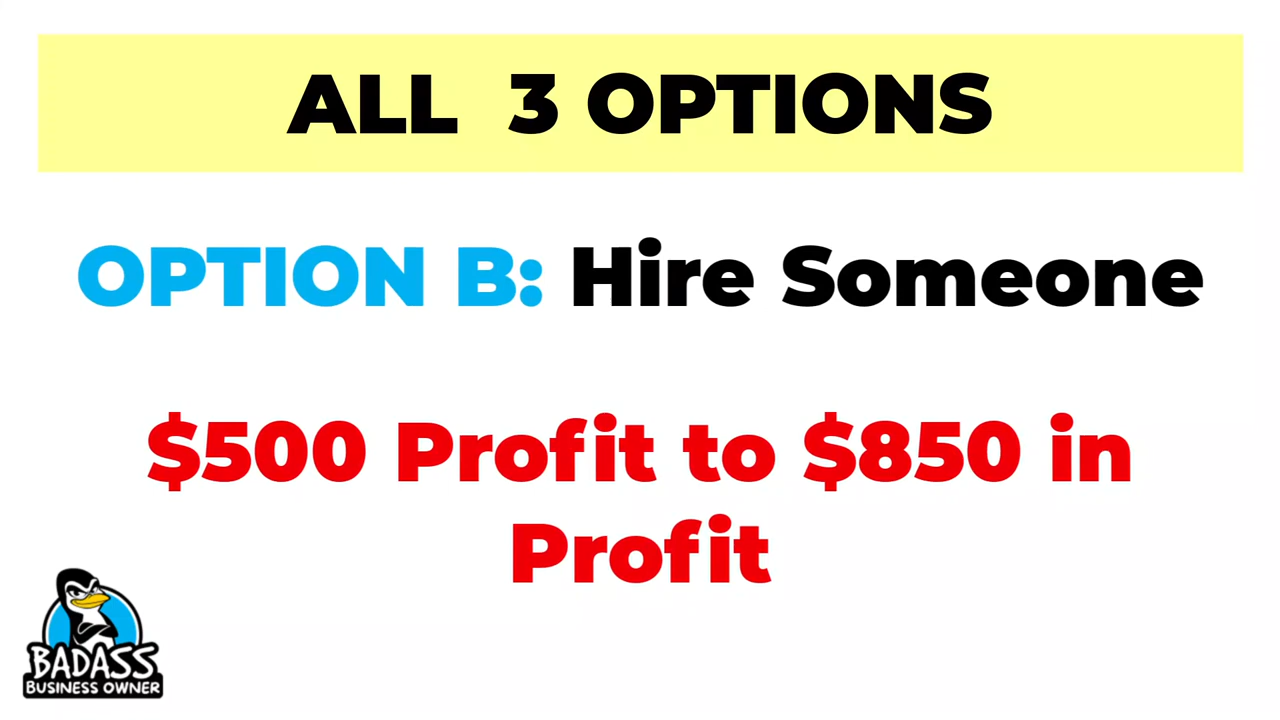 ALL 3 OPTIONS
OPTION B: Hire Someone
$500 Profit to $850 in
Profit
BADASS
BUSINESS OWNER